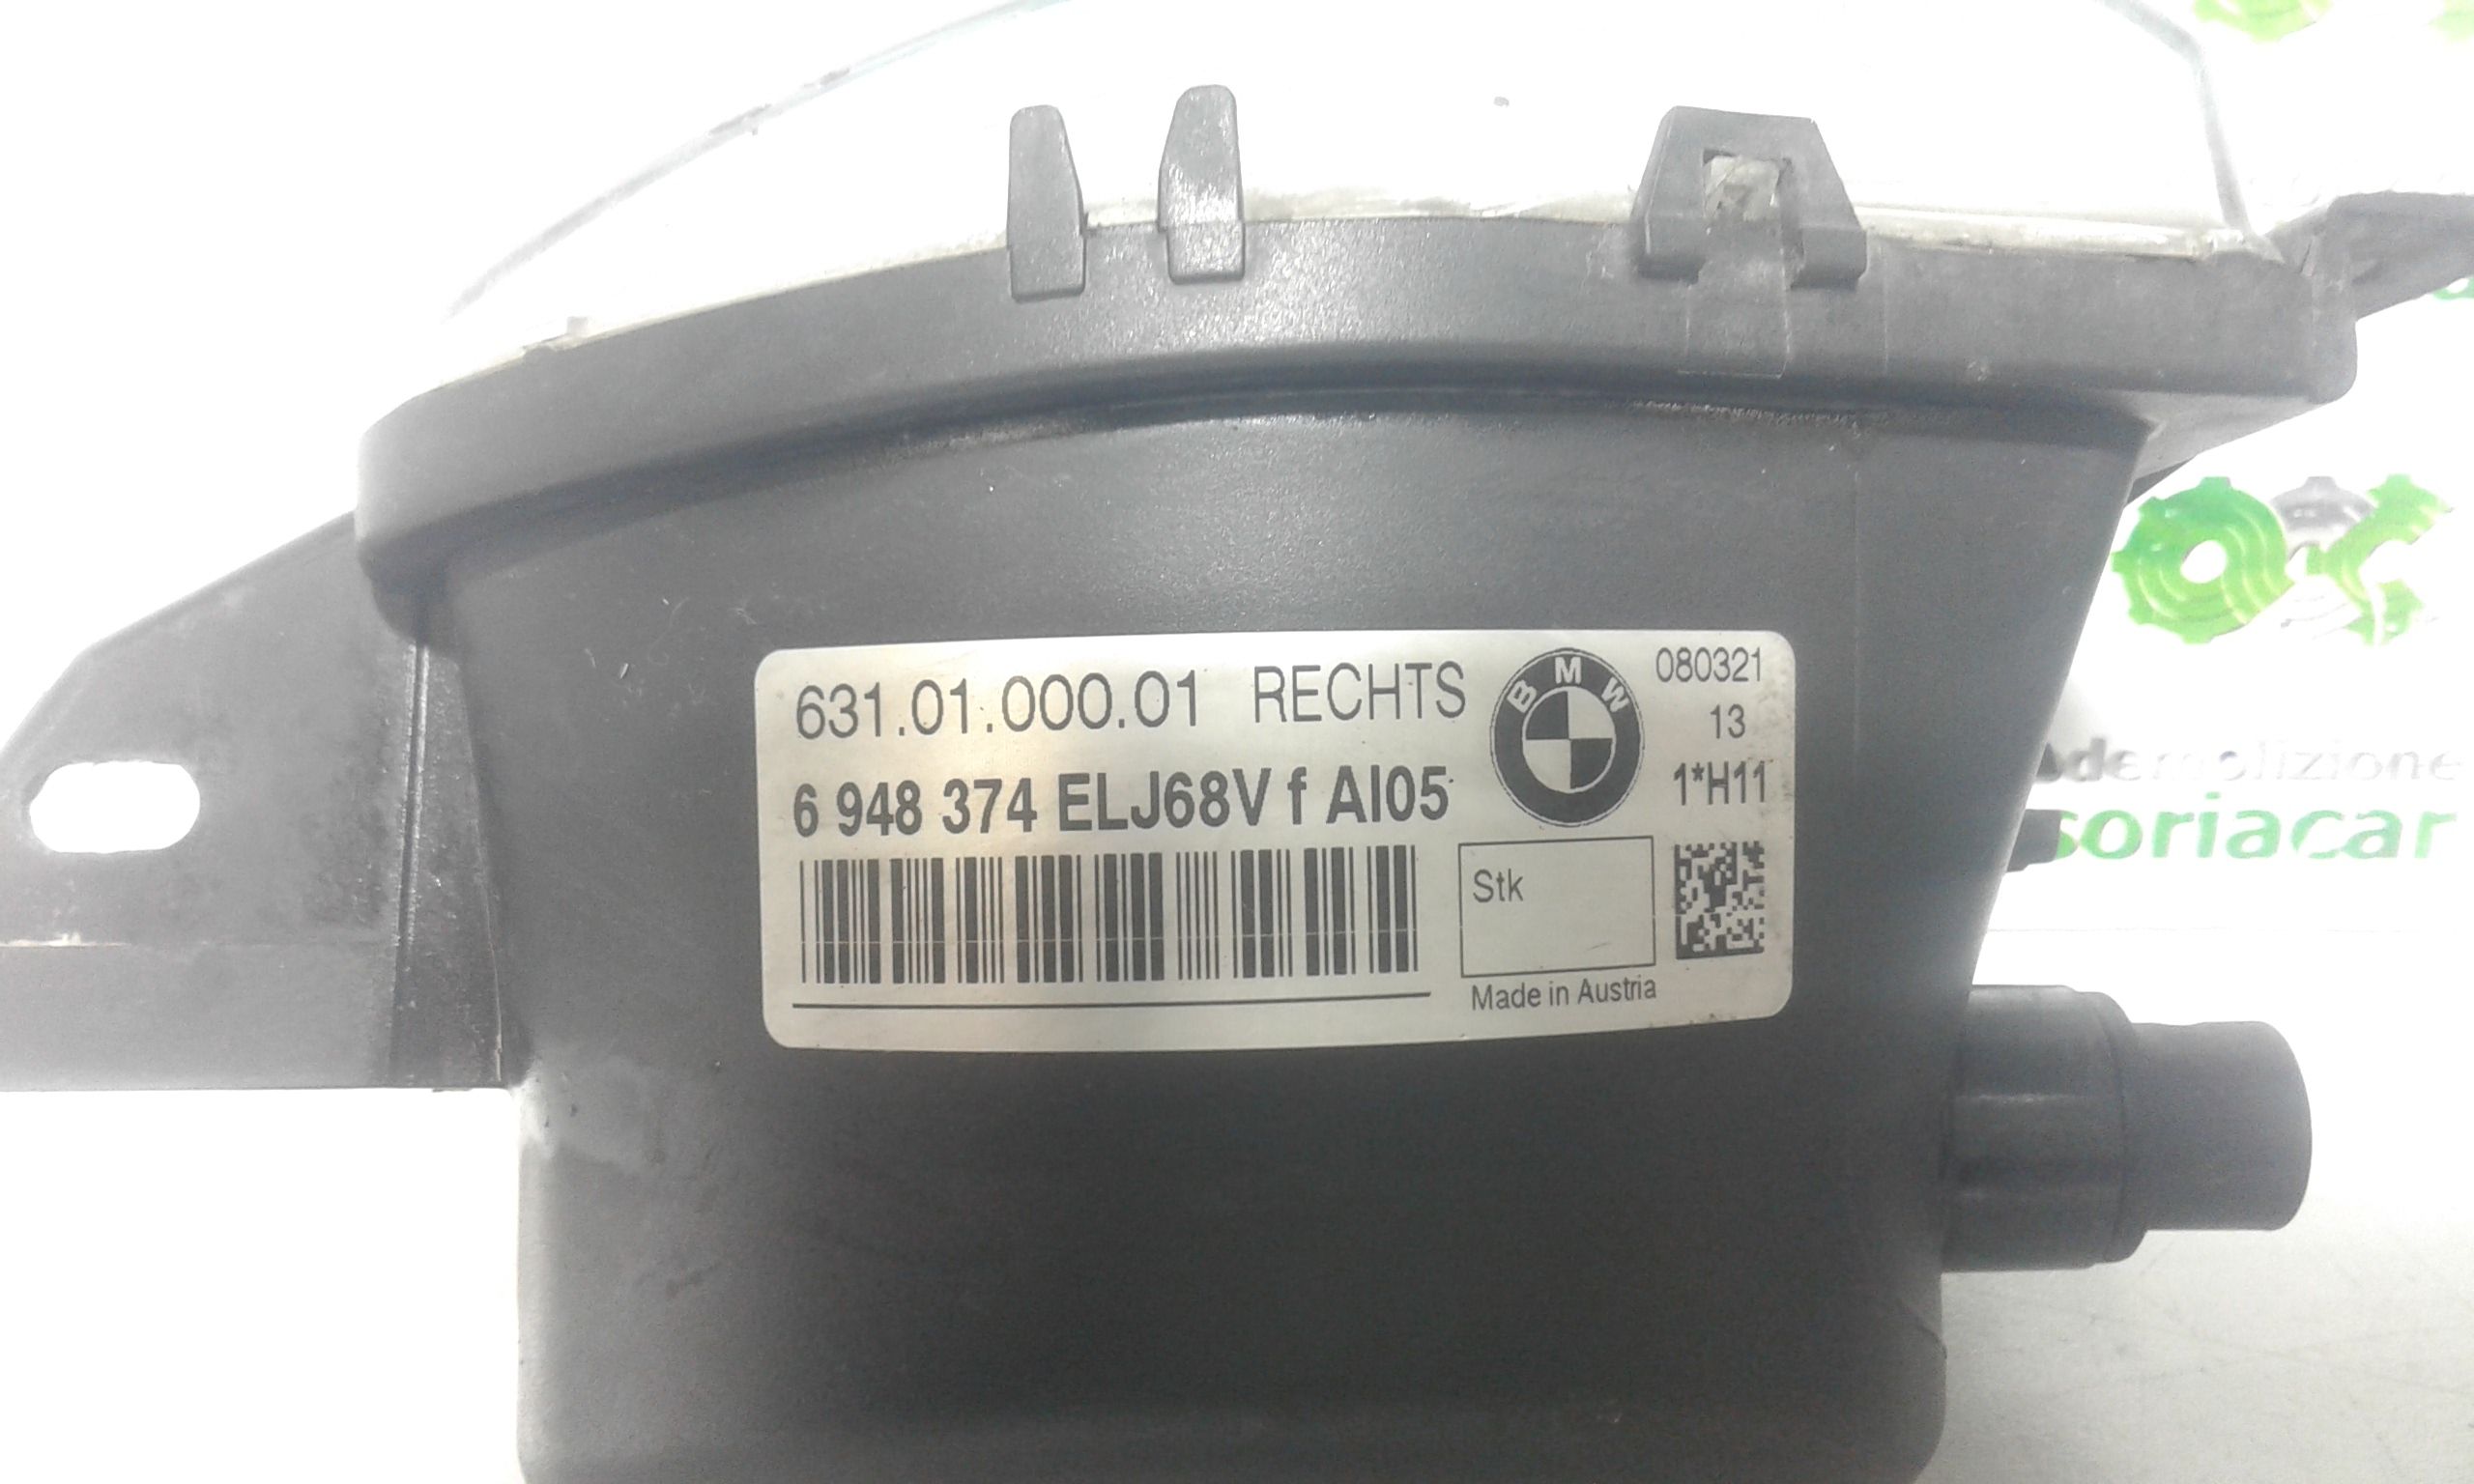 631.01.000.01 RECHTS
6 948 374 ELJ68V f AI05
BMW
080321
13
1*H11
Stk
Made in Austria
demolizione
soriacar